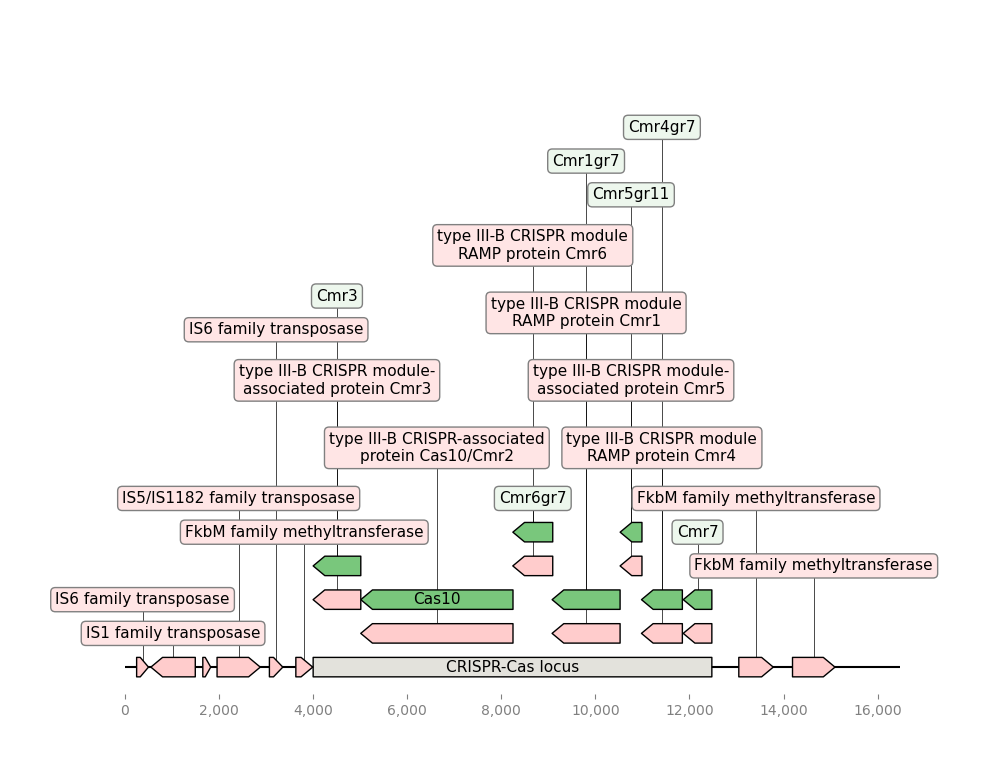 Cmr4gr7
Cmr1gr7
Cmr5gr11
type III-B CRISPR module
RAMP protein Cmr6
Cmr3
type III-B CRISPR module
RAMP protein Cmr1
IS6 family transposase
type III-B CRISPR module-
associated protein Cmr3
type III-B CRISPR module-
associated protein Cmr5
type III-B CRISPR-associated
protein Cas10/Cmr2
type III-B CRISPR module
RAMP protein Cmr4
IS5/IS1182 family transposase
Cmr6gr7
FkbM family methyltransferase
FkbM family methyltransferase
Cmr7
FkbM family methyltransferase
IS6 family transposase
Cas10
IS1 family transposase
CRISPR-Cas locus
0 2,000 4,000 6,000 8,000 10,000 12,000 14,000 16,000